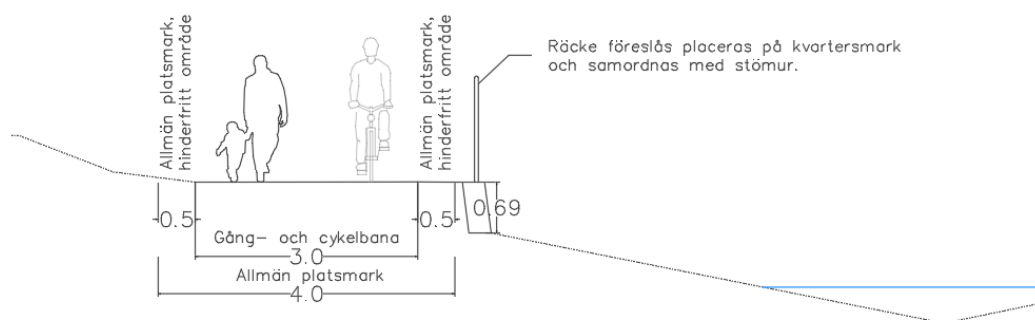 Allmän platsmark,
hinderfritt område
Allmän platsmark,
hinderfritt område
Räcke föreslås placeras på kvartersmark
och samordnas med stömur.
0.69
0.5
0.5
Gång- och cykelbana
3.0
Allmän platsmark
4.0